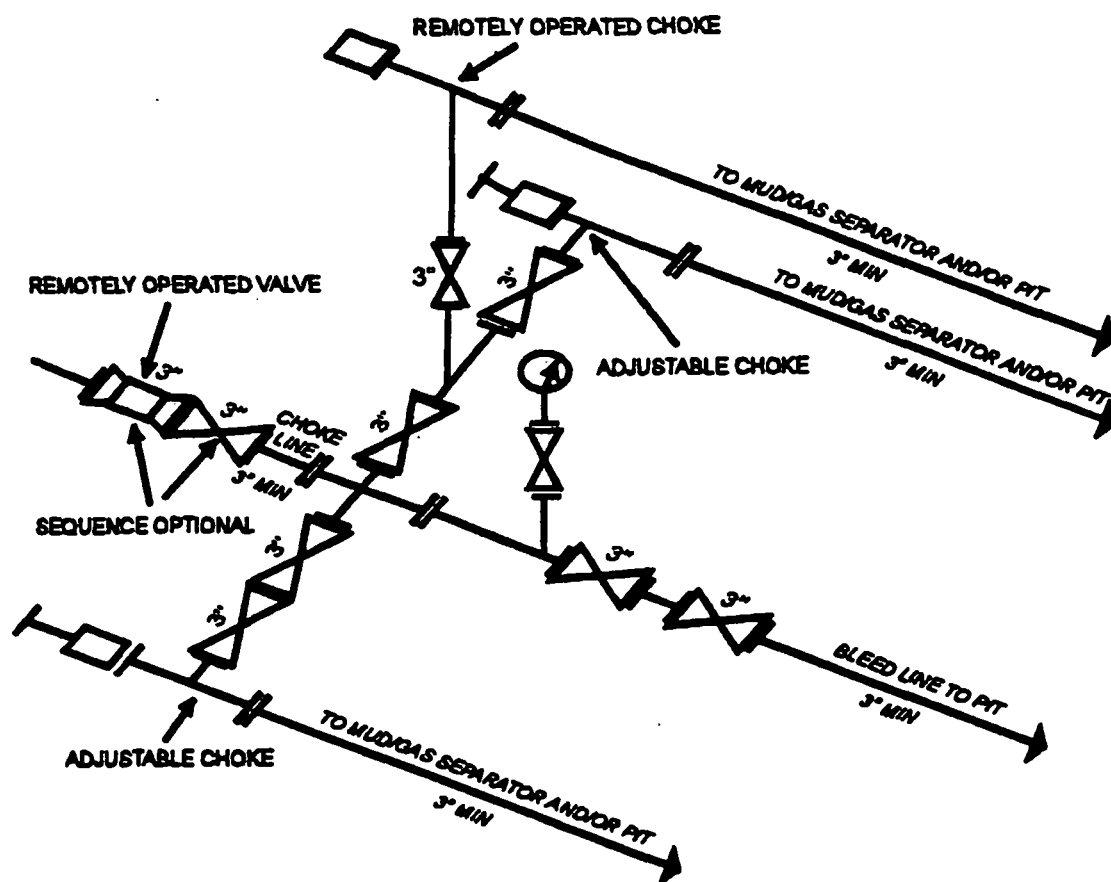 REMOTELY OPERATED CHOKE
TO MUD/GAS SEPARATOR AND/OR PIT
3" MIN
3"
3"
REMOTELY OPERATED VALVE
TO MUD/GAS SEPARATOR AND/OR PIT
3" MIN
ADJUSTABLE CHOKE
3"
3"
3"
CHOKE
LINE
3" MIN
SEQUENCE OPTIONAL
3"
3"
3"
3"
BLEED LINE TO PIT
3" MIN
ADJUSTABLE CHOKE
TO MUD/GAS SEPARATOR AND/OR PIT
3" MIN